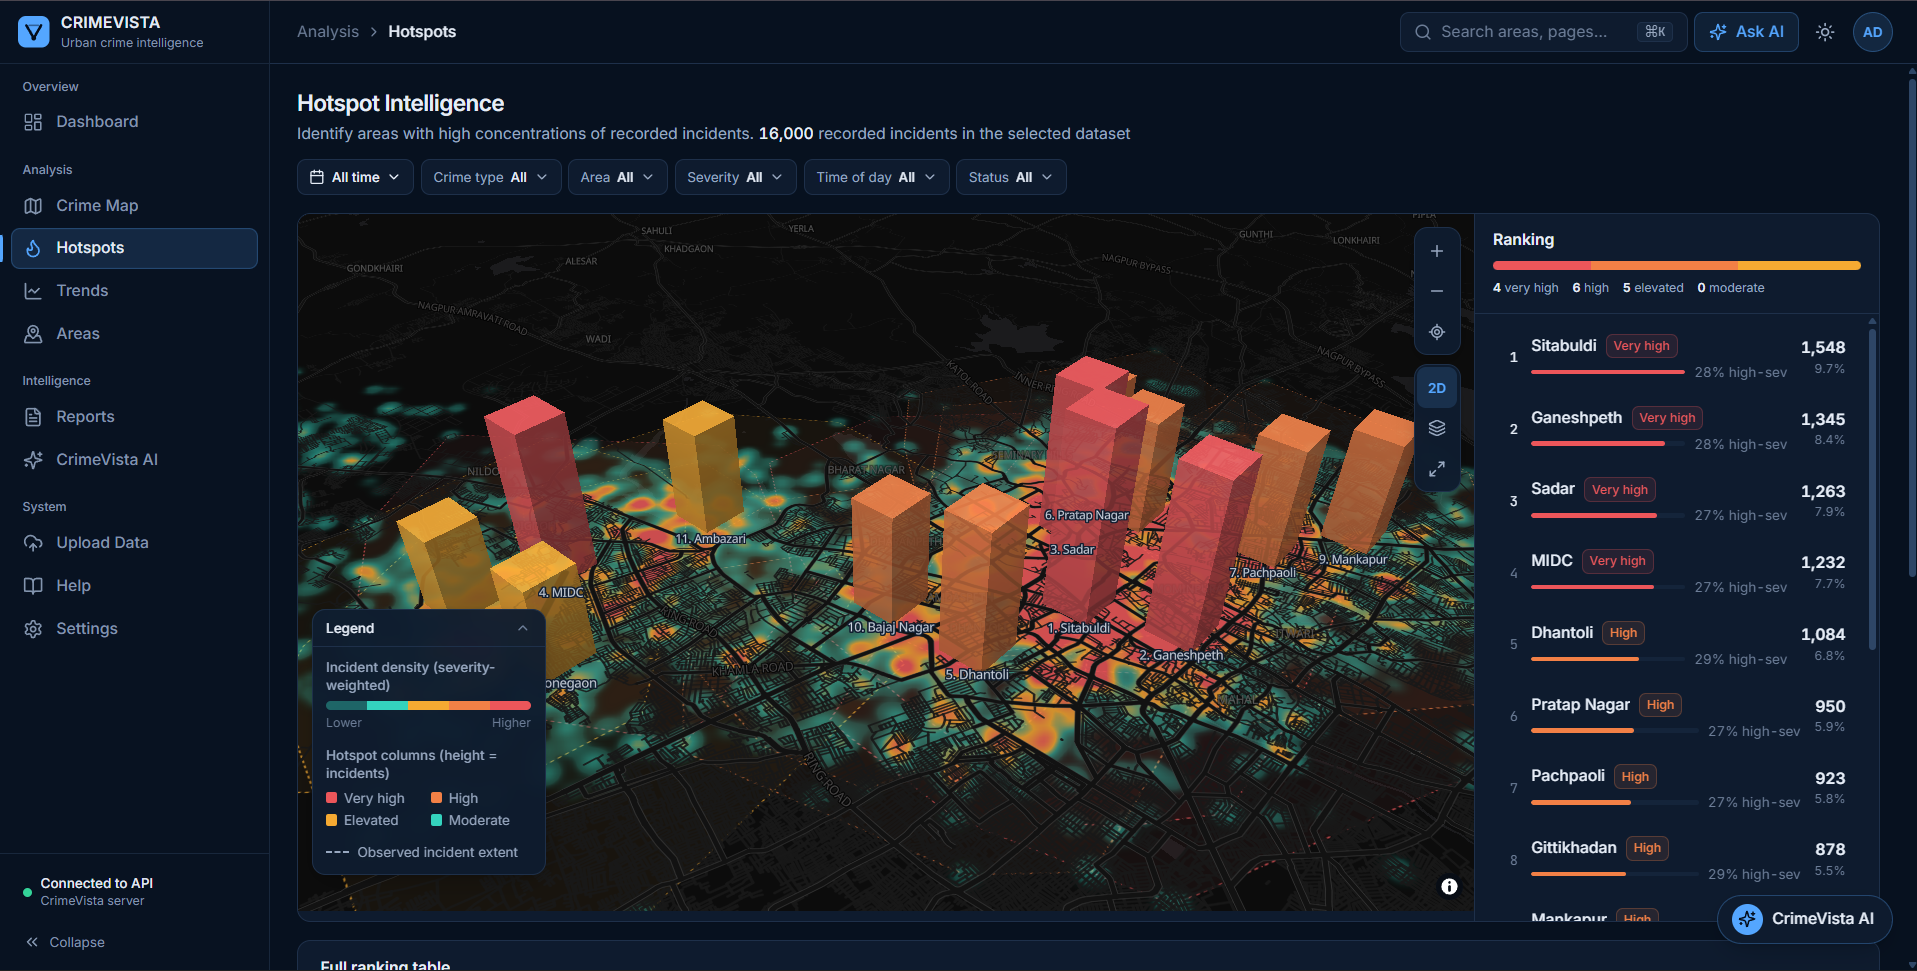 CRIMEVISTA
Urban crime intelligence
Analysis > Hotspots
Search areas, pages... ⌘K
Ask AI
AD
Overview
Dashboard
Analysis
Crime Map
Hotspots
Trends
Areas
Intelligence
Reports
CrimeVista AI
System
Upload Data
Help
Settings
Connected to API
CrimeVista server
Collapse
Hotspot Intelligence
Identify areas with high concentrations of recorded incidents. 16,000 recorded incidents in the selected dataset
All time
Crime type All
Area All
Severity All
Time of day All
Status All
SAHULI
YERLA
KHADGAON
ALESAR
GONDKHAIRI
GUNTHI
LONKHAIRI
NAGPUR BYPASS
NAGPUR AMRAVATI ROAD
WADI
KATOL ROAD
NAGPUR BYPASS
BHARAT NAGAR
6. Pratap Nagar
11. Ambazari
3. Sadar
9. Mankapur
7. Pachpaoli
4. MIDC
10. Bajaj Nagar
1. Sitabuldi
2. Ganeshpeth
KHAMLA ROAD
5. Dhantoli
onegaon
RING ROAD
2D
Legend
Incident density (severity-
weighted)
Lower Higher
Hotspot columns (height =
incidents)
Very high High
Elevated Moderate
Observed incident extent
Ranking
4 very high 6 high 5 elevated 0 moderate
1 Sitabuldi Very high 1,548
28% high-sev 9.7%
2 Ganeshpeth Very high 1,345
28% high-sev 8.4%
3 Sadar Very high 1,263
27% high-sev 7.9%
4 MIDC Very high 1,232
27% high-sev 7.7%
5 Dhantoli High 1,084
29% high-sev 6.8%
6 Pratap Nagar High 950
27% high-sev 5.9%
7 Pachpaoli High 923
27% high-sev 5.8%
8 Gittikhadan High 878
29% high-sev 5.5%
Mankapur High
CrimeVista AI
Full ranking table